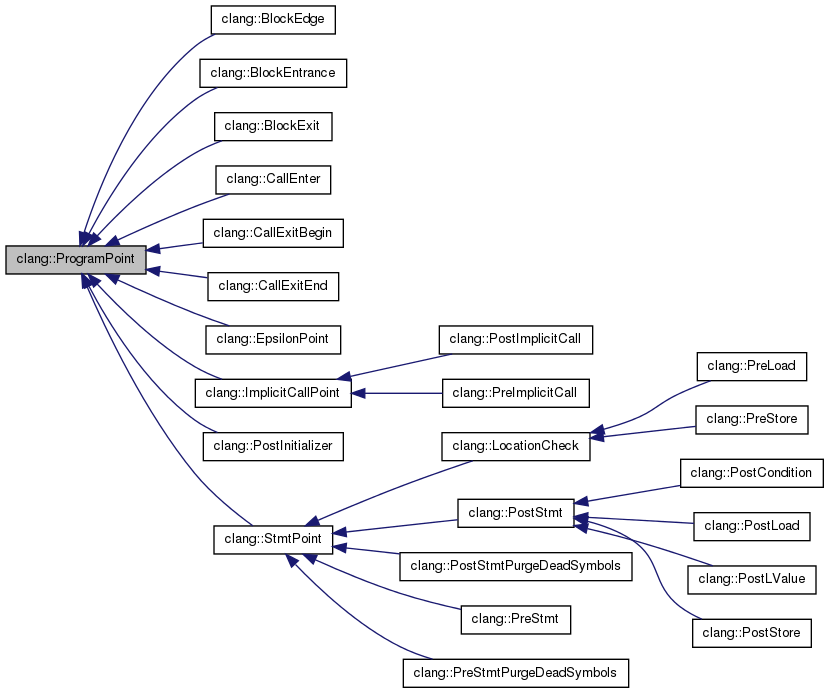 clang::BlockEdge
clang::BlockEntrance
clang::BlockExit
clang::CallEnter
clang::CallExitBegin
clang::ProgramPoint
clang::CallExitEnd
clang::EpsilonPoint
clang::PostImplicitCall
clang::PreLoad
clang::ImplicitCallPoint
clang::PreImplicitCall
clang::PreStore
clang::PostInitializer
clang::LocationCheck
clang::PostCondition
clang::PostStmt
clang::PostLoad
clang::StmtPoint
clang::PostStmtPurgeDeadSymbols
clang::PostLValue
clang::PreStmt
clang::PostStore
clang::PreStmtPurgeDeadSymbols